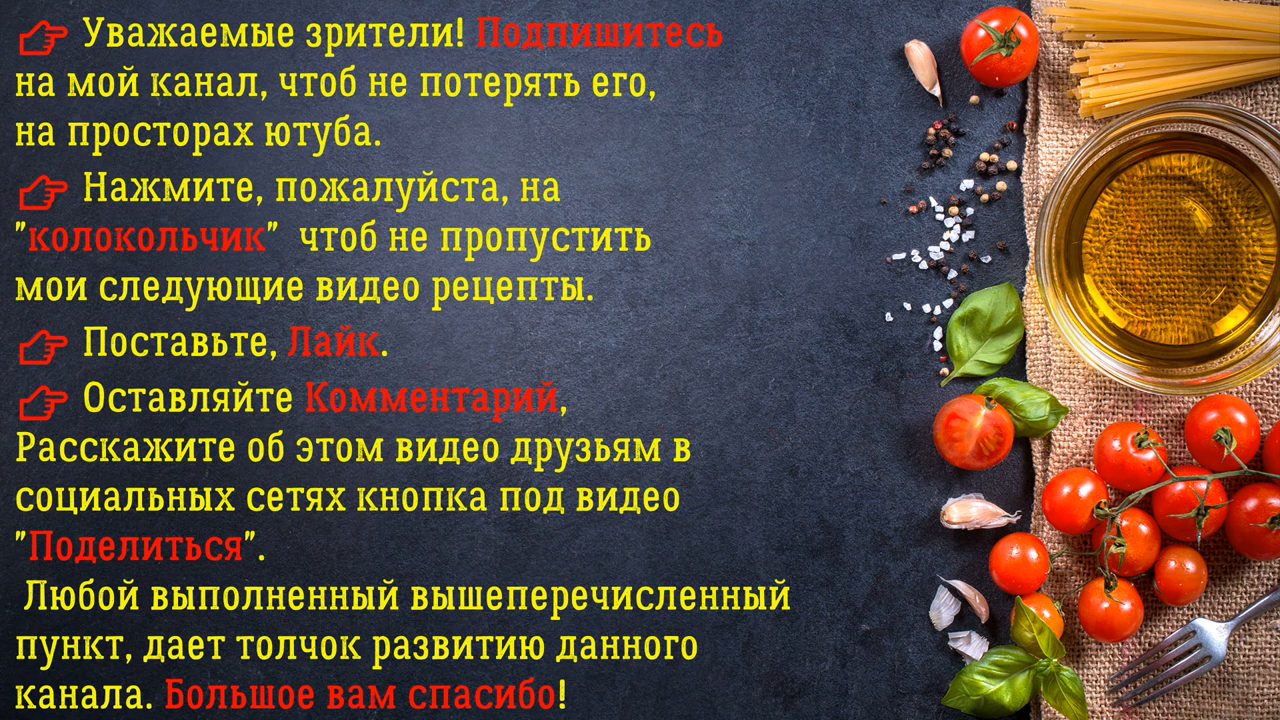 Уважаемые зрители! Подпишитесь
на мой канал, чтоб не потерять его,
на просторах ютуба.
Нажмите, пожалуйста, на
"колокольчик" чтоб не пропустить
мои следующие видео рецепты.
Поставьте, Лайк.
Оставляйте Комментарий,
Расскажите об этом видео друзьям в
социальных сетях кнопка под видео
"Поделиться".
Любой выполненный вышеперечисленный
пункт, дает толчок развитию данного
канала. Большое вам спасибо!